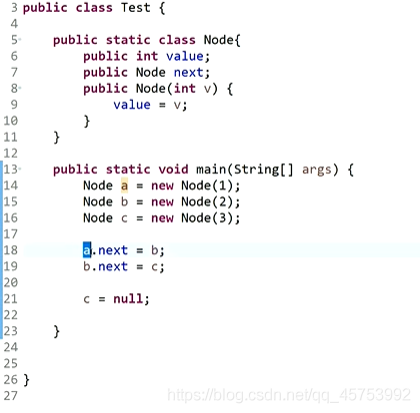 3 public class Test {
4
5 public static class Node{
6 public int value;
7 public Node next;
8 public Node(int v) {
9 value = v;
10 }
11 }
12
13 public static void main(String[] args) {
14 Node a = new Node(1);
15 Node b = new Node(2);
16 Node c = new Node(3);
17
18 a.next = b;
19 b.next = c;
20
21 c = null;
22
23 }
24
25
26 }
27
https://blog.csdn.net/qq_45753992